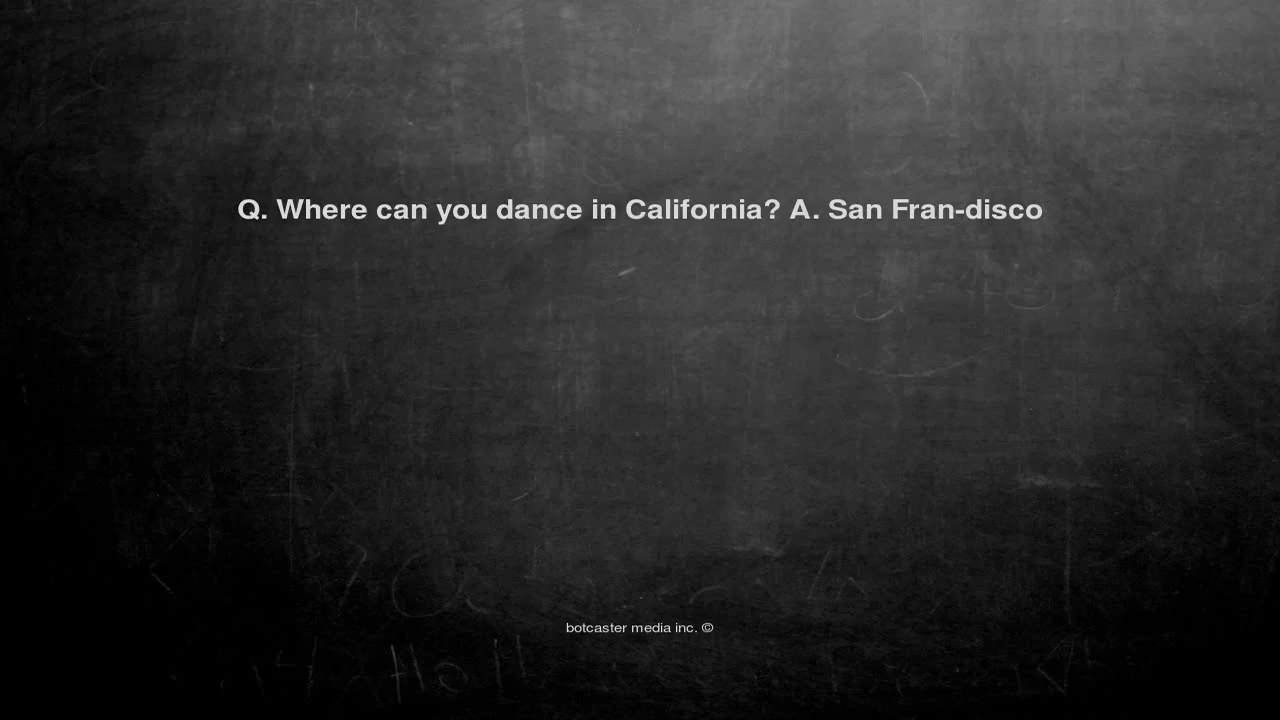 Q. Where can you dance in California? A. San Fran-disco
botcaster media inc. ©